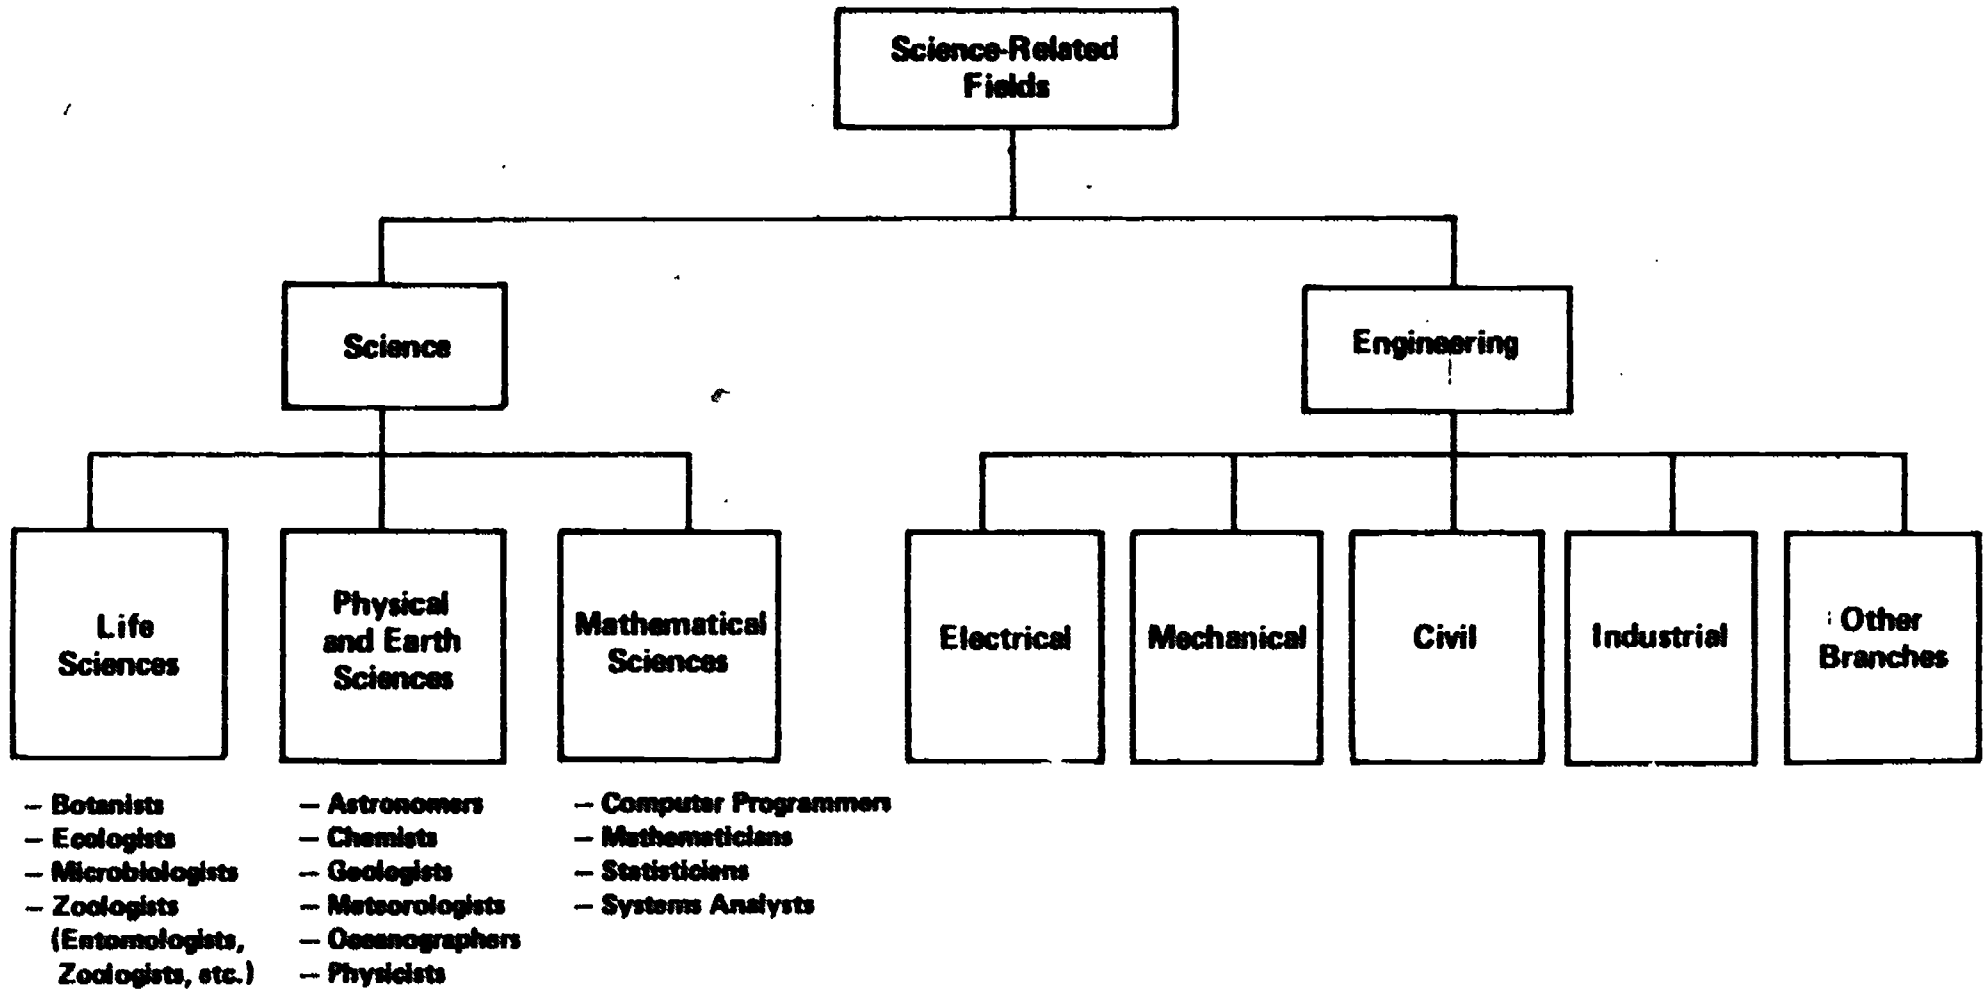 Science-Related
Fields
Science
Engineering
Life
Sciences
Physical
and Earth
Sciences
Mathematical
Sciences
Electrical
Mechanical
Civil
Industrial
Other
Branches
– Botanists
– Ecologists
– Microbiologists
– Zoologists
(Entomologists,
Zoologists, etc.)
– Astronomers
– Chemists
– Geologists
– Meteorologists
– Oceanographers
– Physicists
– Computer Programmers
– Mathematicians
– Statisticians
– Systems Analysts